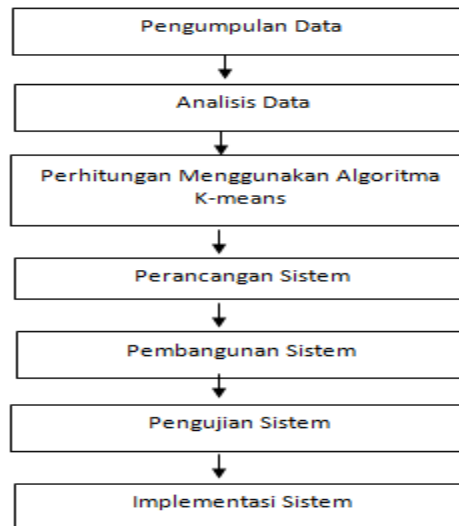 Pengumpulan Data
Analisis Data
Perhitungan Menggunakan Algoritma
K-means
Perancangan Sistem
Pembangunan Sistem
Pengujian Sistem
Implementasi Sistem